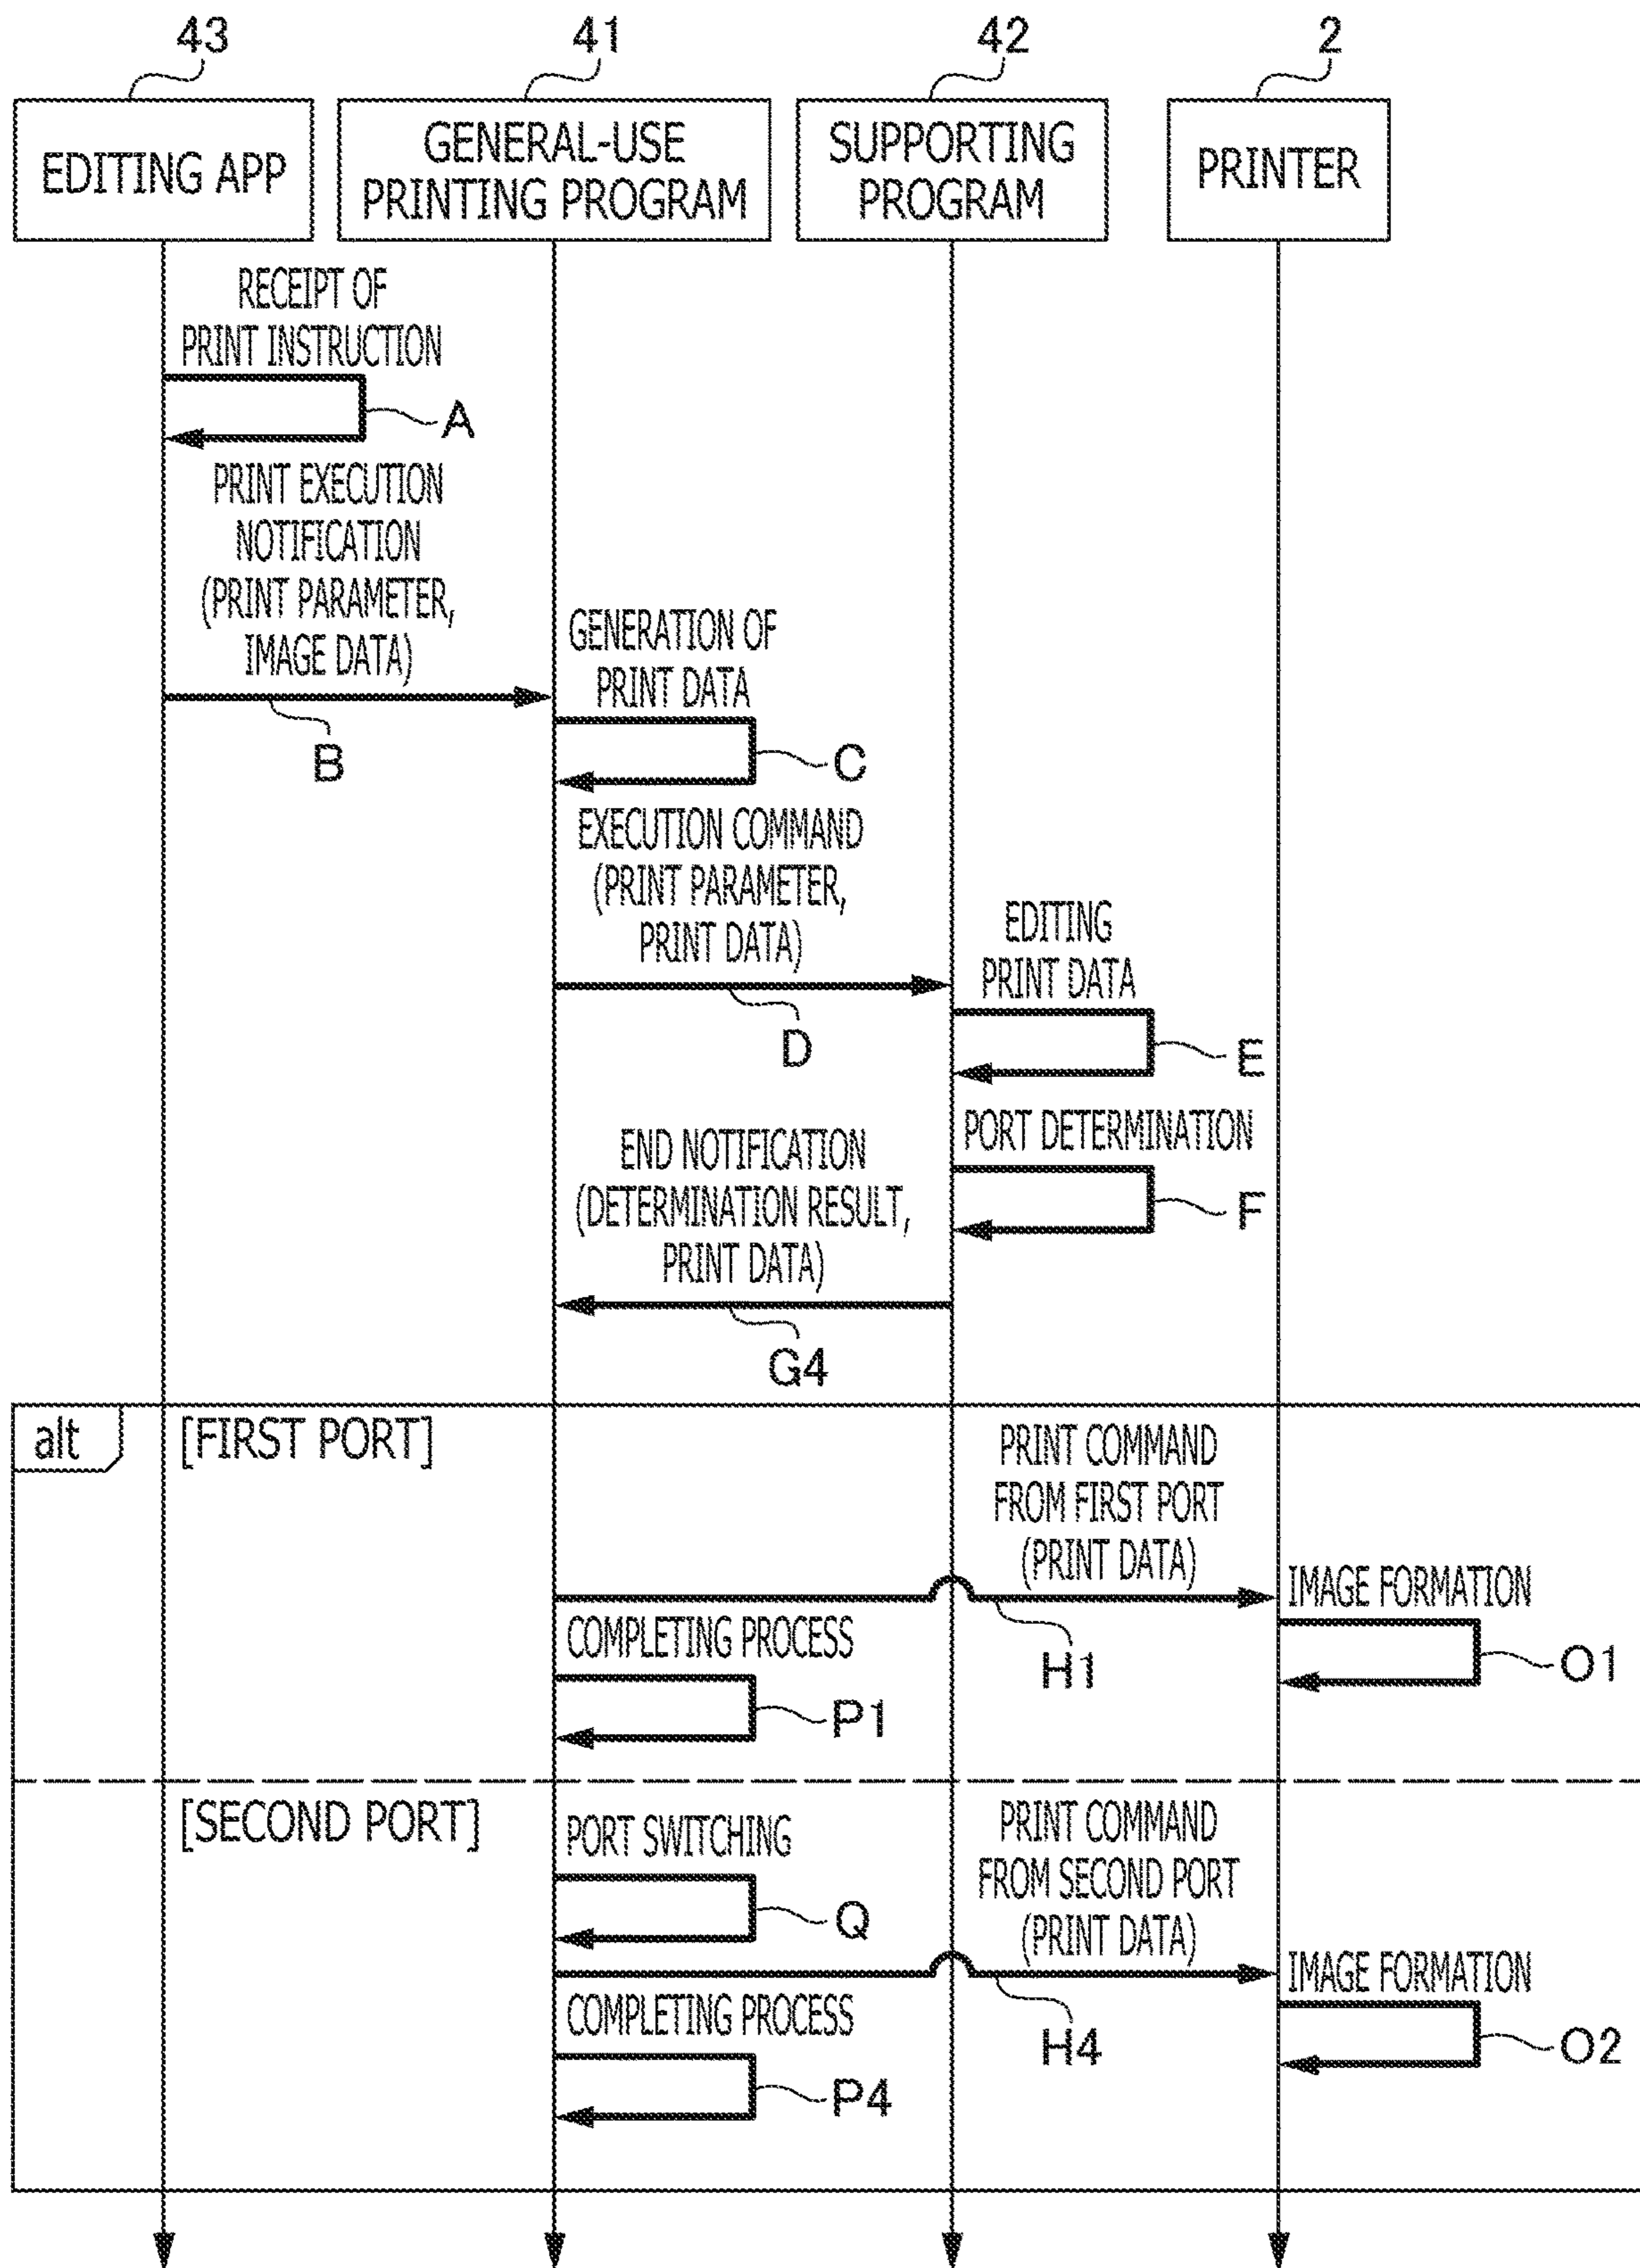 43
41
42
2
EDITING APP
GENERAL-USE
PRINTING PROGRAM
SUPPORTING
PROGRAM
PRINTER
RECEIPT OF
PRINT INSTRUCTION
A
PRINT EXECUTION
NOTIFICATION
(PRINT PARAMETER,
IMAGE DATA)
B
GENERATION OF
PRINT DATA
C
EXECUTION COMMAND
(PRINT PARAMETER,
PRINT DATA)
D
EDITING
PRINT DATA
E
PORT DETERMINATION
F
END NOTIFICATION
(DETERMINATION RESULT,
PRINT DATA)
G4
alt
[FIRST PORT]
PRINT COMMAND
FROM FIRST PORT
(PRINT DATA)
H1
IMAGE FORMATION
O1
COMPLETING PROCESS
P1
[SECOND PORT]
PORT SWITCHING
Q
PRINT COMMAND
FROM SECOND PORT
(PRINT DATA)
H4
IMAGE FORMATION
O2
COMPLETING PROCESS
P4